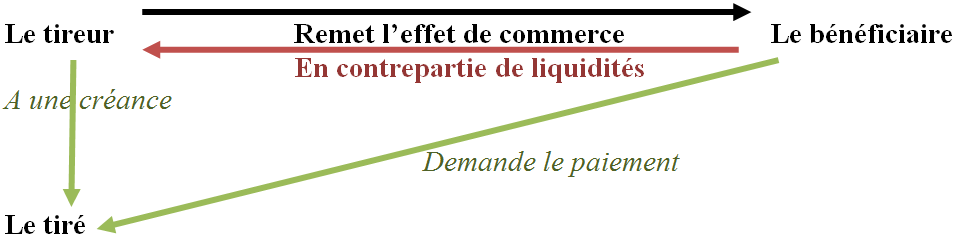 Le tireur
Remet l’effet de commerce
Le bénéficiaire
En contrepartie de liquidités
A une créance
Demande le paiement
Le tiré